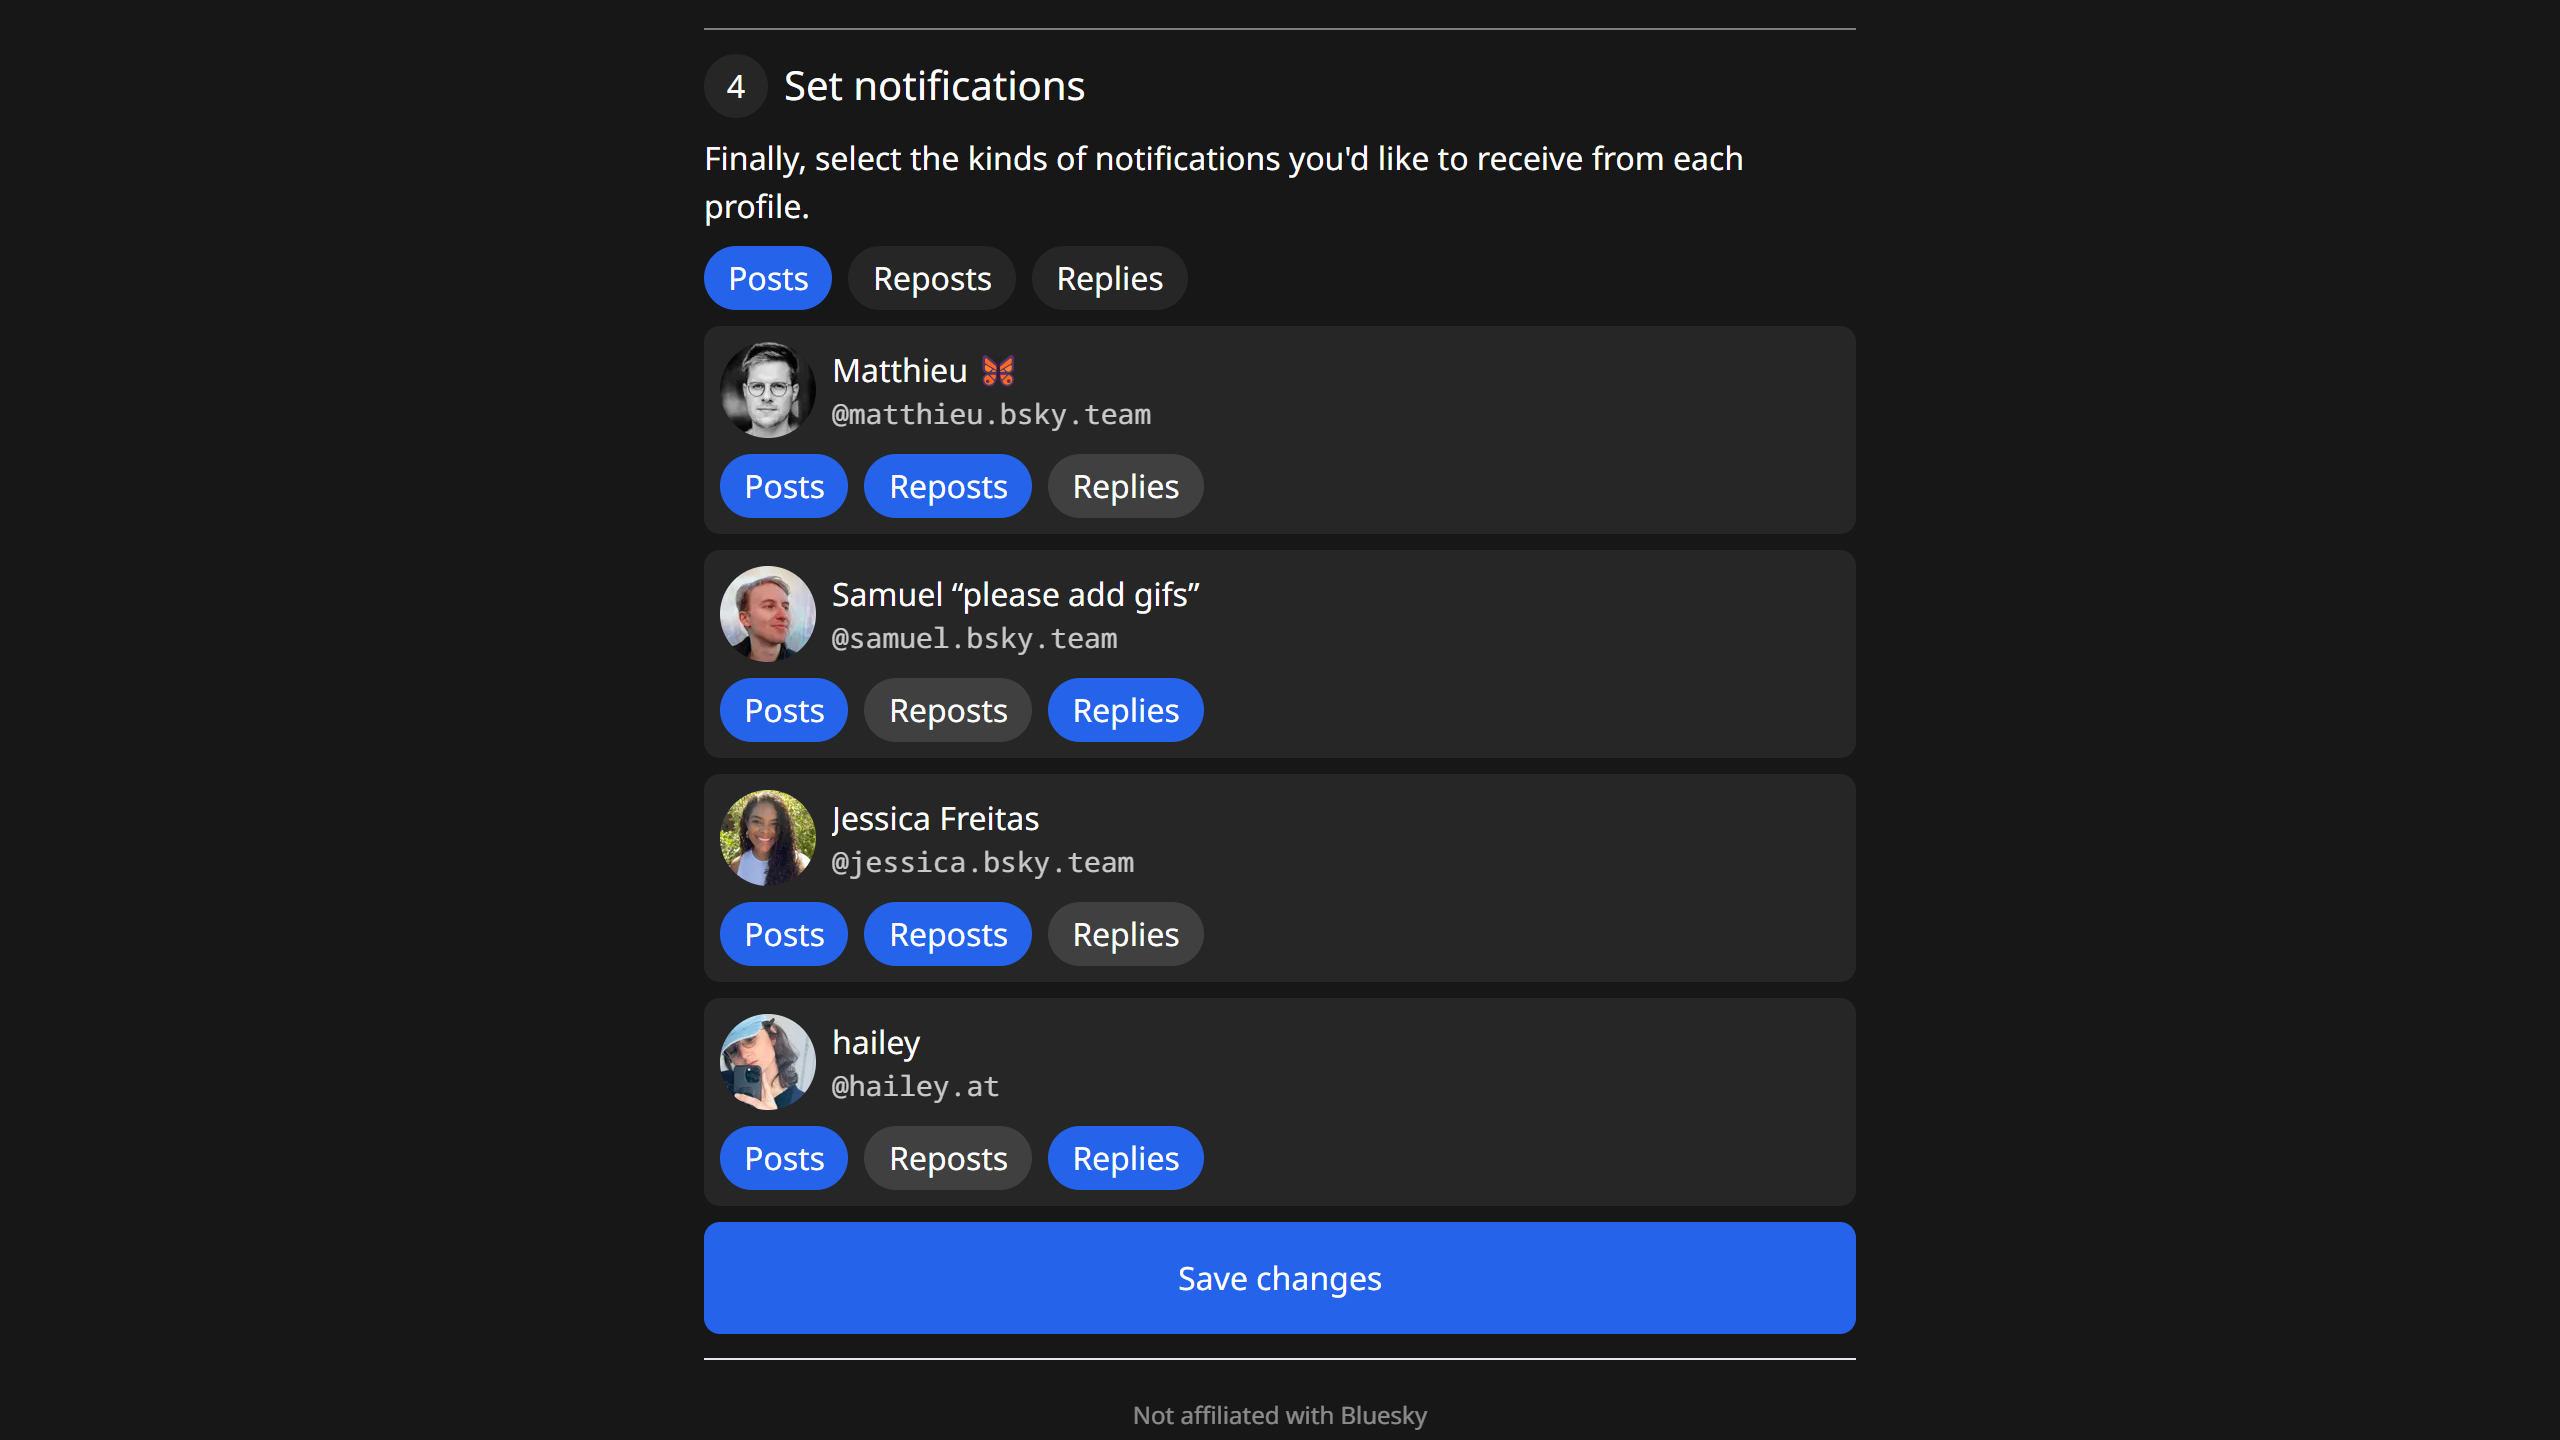 4
Set notifications
Finally, select the kinds of notifications you'd like to receive from each
profile.
Posts Reposts Replies
Matthieu 🦋
@matthieu.bsky.team
Posts Reposts Replies
Samuel “please add gifs”
@samuel.bsky.team
Posts Reposts Replies
Jessica Freitas
@jessica.bsky.team
Posts Reposts Replies
hailey
@hailey.at
Posts Reposts Replies
Save changes
Not affiliated with Bluesky